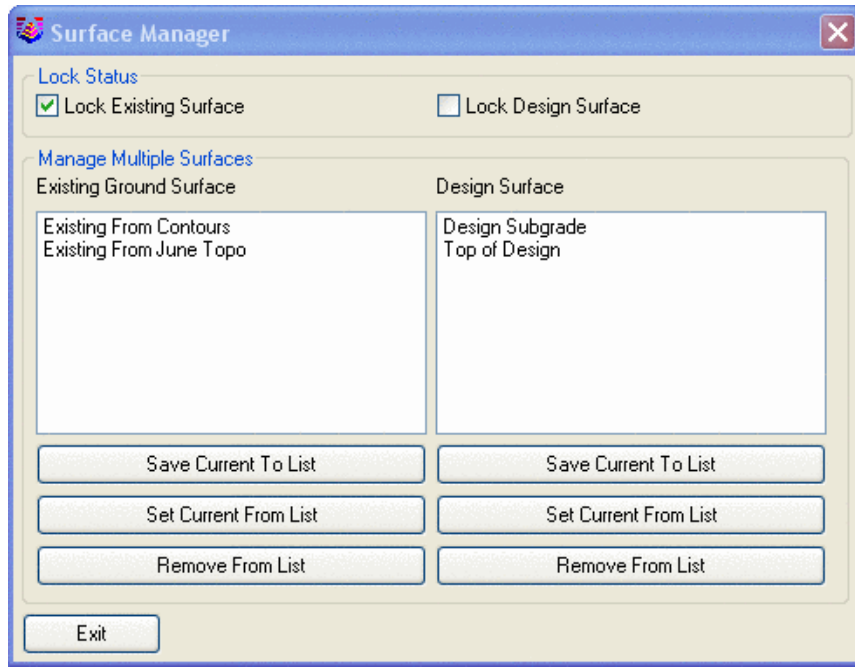 Surface Manager
Lock Status
Lock Existing Surface
Lock Design Surface
Manage Multiple Surfaces
Existing Ground Surface
Design Surface
Existing From Contours
Existing From June Topo
Design Subgrade
Top of Design
Save Current To List
Save Current To List
Set Current From List
Set Current From List
Remove From List
Remove From List
Exit